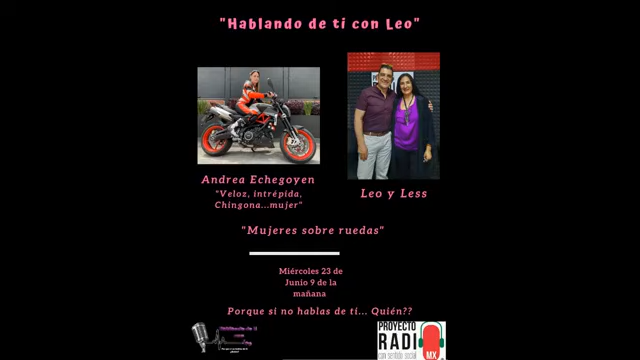 "Hablando de ti con Leo"
Andrea Echegoyen
"Veloz, intrépida,
Chingona...mujer"
Leo y Less
"Mujeres sobre ruedas"
Miércoles 23 de
Junio 9 de la
mañana
Porque si no hablas de ti... Quién??
PROYECTO
RADI
MX
con sentido social